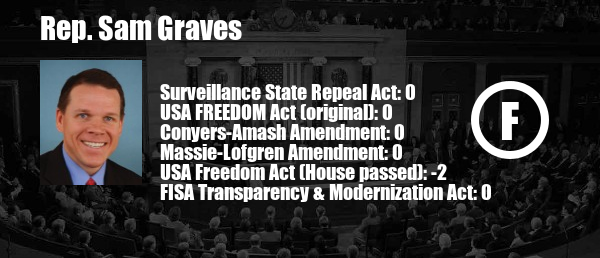 Rep. Sam Graves
Surveillance State Repeal Act: 0
USA FREEDOM Act (original): 0
Conyers-Amash Amendment: 0
Massie-Lofgren Amendment: 0
USA Freedom Act (House passed): -2
FISA Transparency & Modernization Act: 0
F